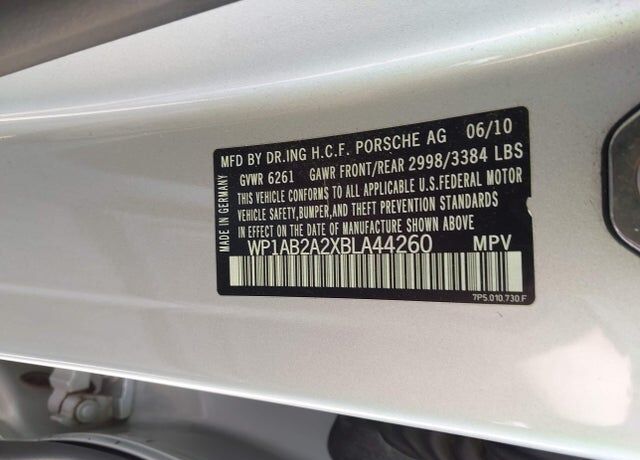 MFD BY DR.ING H.C.F. PORSCHE AG 06/10
GVWR 6261 GAWR FRONT/REAR 2998/3384 LBS
THIS VEHICLE CONFORMS TO ALL APPLICABLE U.S.FEDERAL MOTOR
VEHICLE SAFETY,BUMPER,AND THEFT PREVENTION STANDARDS
IN EFFECT ON THE DATE OF MANUFACTURE SHOWN ABOVE
WP1AB2A2XBLA44260 MPV
7P5.010.730.F
MADE IN GERMANY